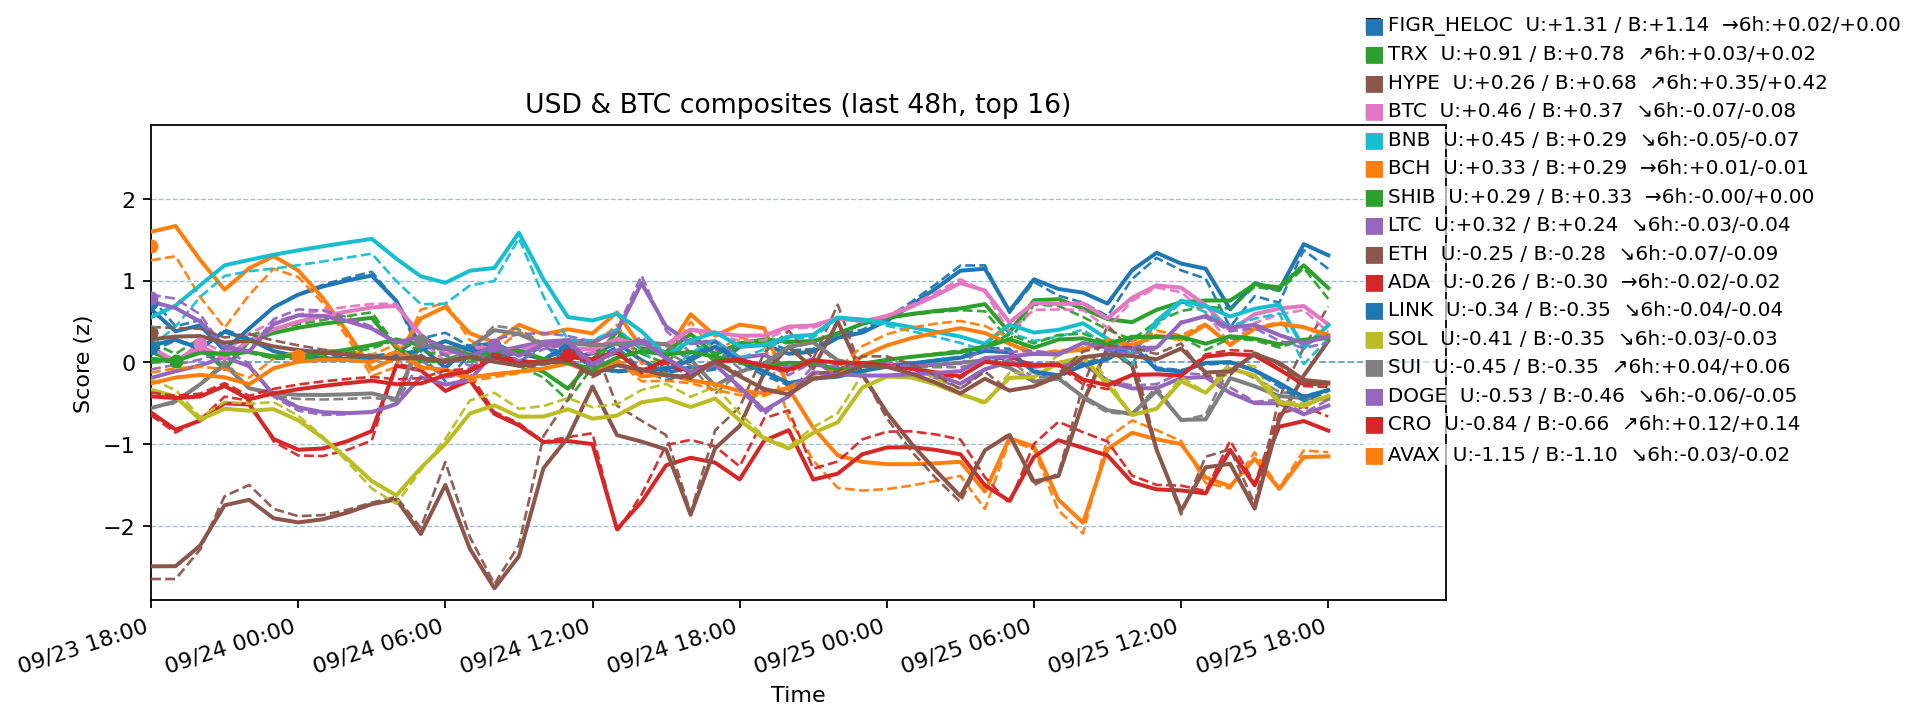 FIGR_HELOC U:+1.31 / B:+1.14 →6h:+0.02/+0.00
TRX U:+0.91 / B:+0.78 ↗6h:+0.03/+0.02
HYPE U:+0.26 / B:+0.68 ↗6h:+0.35/+0.42
USD & BTC composites (last 48h, top 16)
BTC U:+0.46 / B:+0.37 ↘6h:-0.07/-0.08
BNB U:+0.45 / B:+0.29 ↘6h:-0.05/-0.07
BCH U:+0.33 / B:+0.29 →6h:+0.01/-0.01
SHIB U:+0.29 / B:+0.33 →6h:-0.00/+0.00
LTC U:+0.32 / B:+0.24 ↘6h:-0.03/-0.04
ETH U:-0.25 / B:-0.28 ↘6h:-0.07/-0.09
ADA U:-0.26 / B:-0.30 →6h:-0.02/-0.02
LINK U:-0.34 / B:-0.35 ↘6h:-0.04/-0.04
SOL U:-0.41 / B:-0.35 ↘6h:-0.03/-0.03
SUI U:-0.45 / B:-0.35 ↗6h:+0.04/+0.06
DOGE U:-0.53 / B:-0.46 ↘6h:-0.06/-0.05
CRO U:-0.84 / B:-0.66 ↗6h:+0.12/+0.14
AVAX U:-1.15 / B:-1.10 ↘6h:-0.03/-0.02
Score (z)
2
1
0
−1
−2
09/23 18:00
09/24 00:00
09/24 06:00
09/24 12:00
09/24 18:00
09/25 00:00
09/25 06:00
09/25 12:00
09/25 18:00
Time